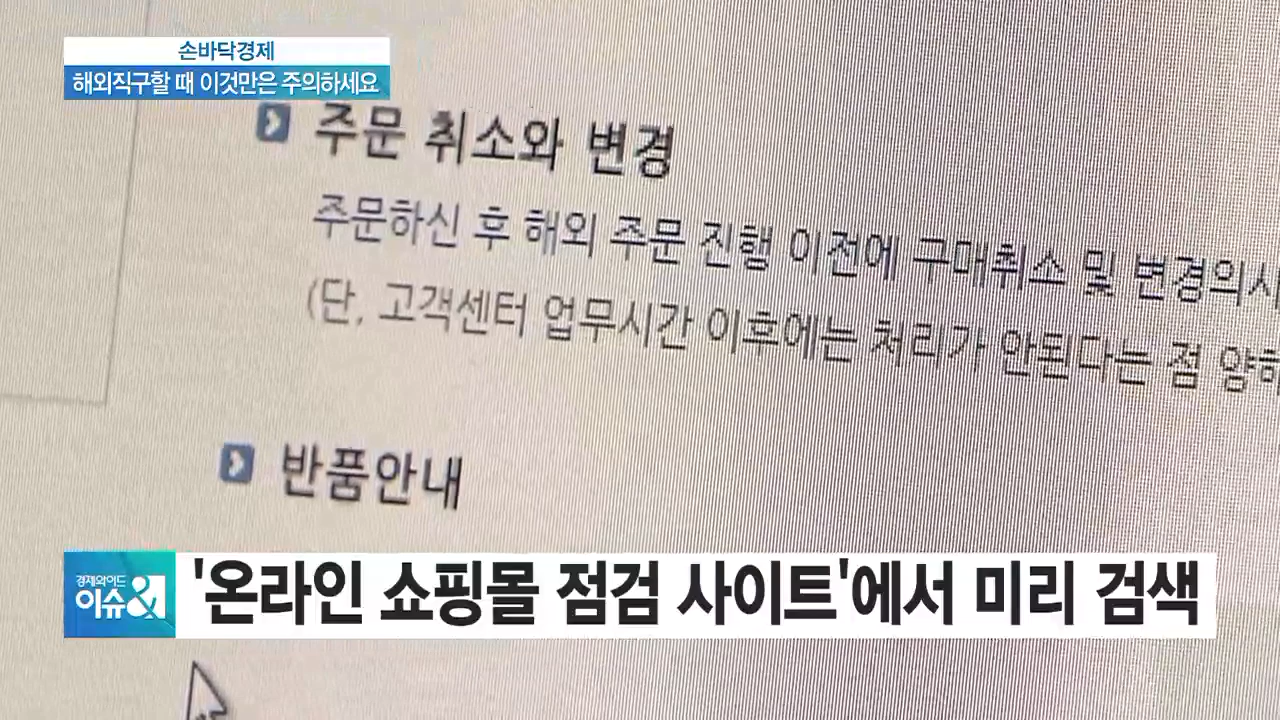 손바닥경제
해외직구할 때 이것만은 주의하세요
주문 취소와 변경
주문하신 후 해외 주문 진행 이전에 구매취소 및 변경의사
(단, 고객센터 업무시간 이후에는 처리가 안된다는 점 양해
반품안내
경제와이드
이슈&
'온라인 쇼핑몰 점검 사이트'에서 미리 검색